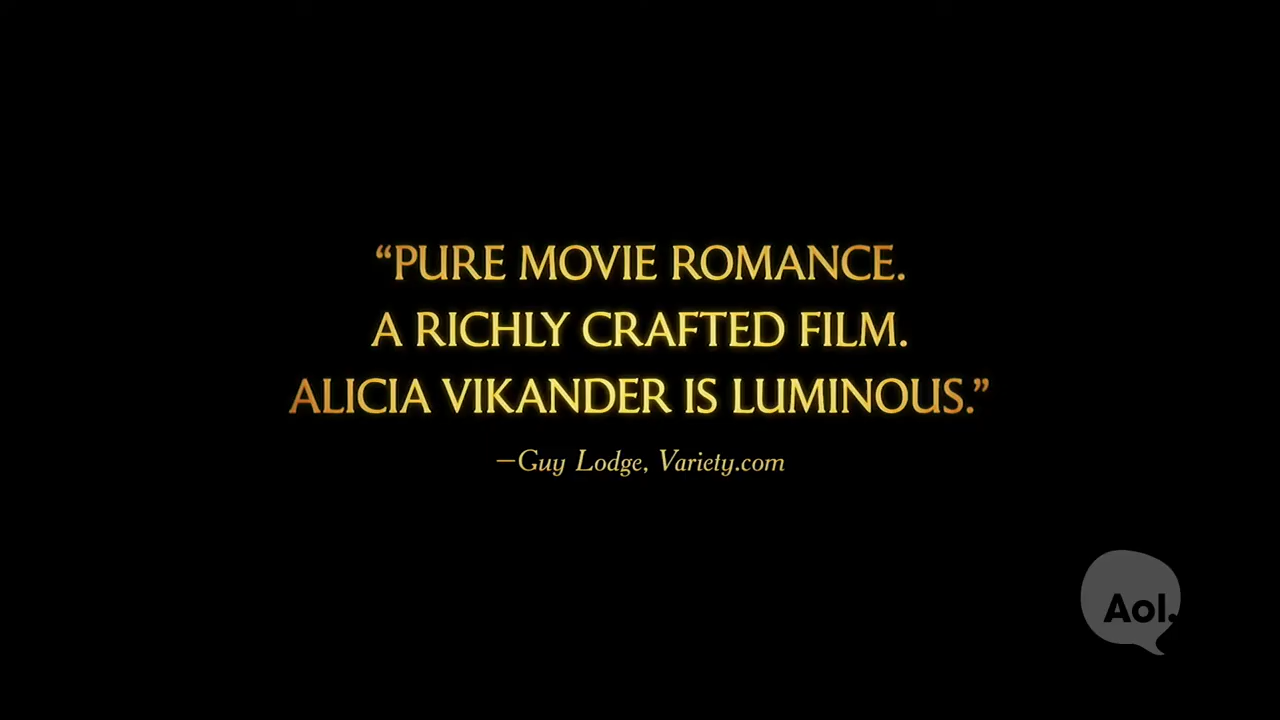 “PURE MOVIE ROMANCE.
A RICHLY CRAFTED FILM.
ALICIA VIKANDER IS LUMINOUS.”
—Guy Lodge, Variety.com
Aol.